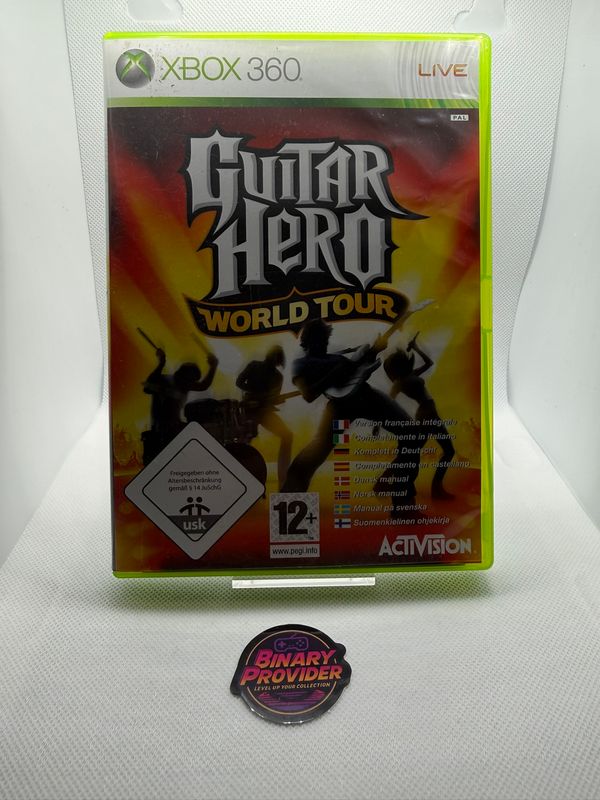 XBOX 360
LIVE
PAL
GUITAR
HERO
WORLD TOUR
Version française intégrale
Completamente in italiano
Komplett in Deutsch!
Completamente en castellano
Dansk manual
Norsk manual
Manual på svenska
Suomenkielinen ohjekirja
Freigegeben ohne
Altersbeschränkung
gemäß § 14 JuSchG
usk
12+
www.pegi.info
ACTIVISION
BINARY
PROVIDER
LEVEL UP YOUR COLLECTION